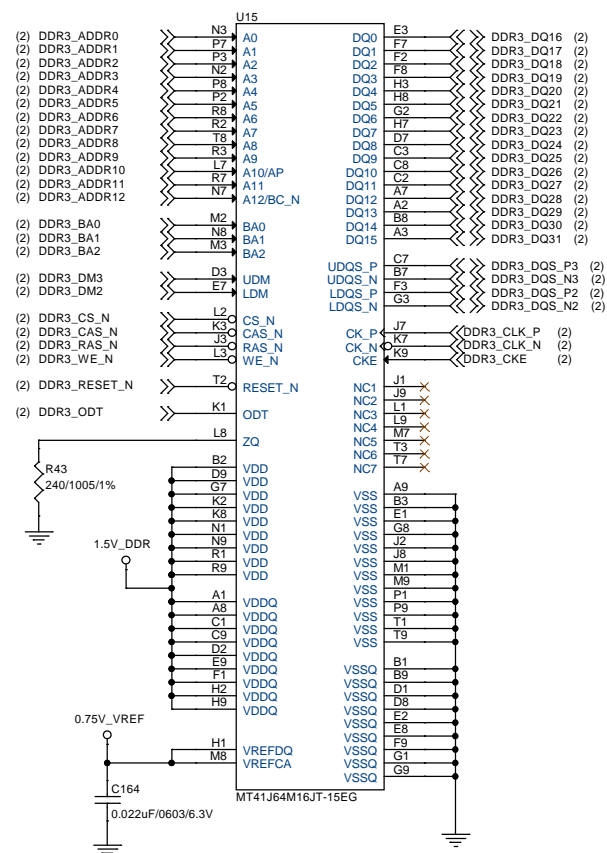 U15
(2) DDR3_ADDR0 N3 A0 DQ0 E3 DDR3_DQ16 (2)
(2) DDR3_ADDR1 P7 A1 DQ1 F7 DDR3_DQ17 (2)
(2) DDR3_ADDR2 P3 A2 DQ2 F2 DDR3_DQ18 (2)
(2) DDR3_ADDR3 N2 A3 DQ3 F8 DDR3_DQ19 (2)
(2) DDR3_ADDR4 P8 A4 DQ4 H3 DDR3_DQ20 (2)
(2) DDR3_ADDR5 P2 A5 DQ5 H8 DDR3_DQ21 (2)
(2) DDR3_ADDR6 R8 A6 DQ6 G2 DDR3_DQ22 (2)
(2) DDR3_ADDR7 R2 A7 DQ7 H7 DDR3_DQ23 (2)
(2) DDR3_ADDR8 T8 A8 DQ8 D7 DDR3_DQ24 (2)
(2) DDR3_ADDR9 R3 A9 DQ9 C3 DDR3_DQ25 (2)
(2) DDR3_ADDR10 L7 A10/AP DQ10 C8 DDR3_DQ26 (2)
(2) DDR3_ADDR11 R7 A11 DQ11 C2 DDR3_DQ27 (2)
(2) DDR3_ADDR12 N7 A12/BC_N DQ12 A7 DDR3_DQ28 (2)
DQ13 A2 DDR3_DQ29 (2)
(2) DDR3_BA0 M2 BA0 DQ14 B8 DDR3_DQ30 (2)
(2) DDR3_BA1 N8 BA1 DQ15 A3 DDR3_DQ31 (2)
(2) DDR3_BA2 M3 BA2
UDQS_P C7 DDR3_DQS_P3 (2)
(2) DDR3_DM3 D3 UDM UDQS_N B7 DDR3_DQS_N3 (2)
(2) DDR3_DM2 E7 LDM LDQS_P F3 DDR3_DQS_P2 (2)
LDQS_N G3 DDR3_DQS_N2 (2)
(2) DDR3_CS_N L2 CS_N
(2) DDR3_CAS_N K3 CAS_N CK_P J7 DDR3_CLK_P (2)
(2) DDR3_RAS_N J3 RAS_N CK_N K7 DDR3_CLK_N (2)
(2) DDR3_WE_N L3 WE_N CKE K9 DDR3_CKE (2)
(2) DDR3_RESET_N T2 RESET_N NC1 J1
NC2 J9
(2) DDR3_ODT K1 ODT NC3 L1
NC4 L9
L8 ZQ NC5 M7
NC6 T3
NC7 T7
R43
240/1005/1%
B2 VDD
D9 VDD
G7 VDD VSS A9
K2 VDD VSS B3
K8 VDD VSS E1
N1 VDD VSS G8
N9 VDD VSS J2
R1 VDD VSS J8
R9 VDD VSS M1
1.5V_DDR
VSS M9
A1 VDDQ VSS P1
A8 VDDQ VSS P9
C1 VDDQ VSS T1
C9 VDDQ VSS T9
D2 VDDQ
E9 VDDQ VSSQ B1
F1 VDDQ VSSQ B9
H2 VDDQ VSSQ D1
H9 VDDQ VSSQ D8
VSSQ E2
0.75V_VREF
VSSQ E8
H1 VREFDQ VSSQ F9
M8 VREFCA VSSQ G1
VSSQ G9
C164
0.022uF/0603/6.3V
MT41J64M16JT-15EG